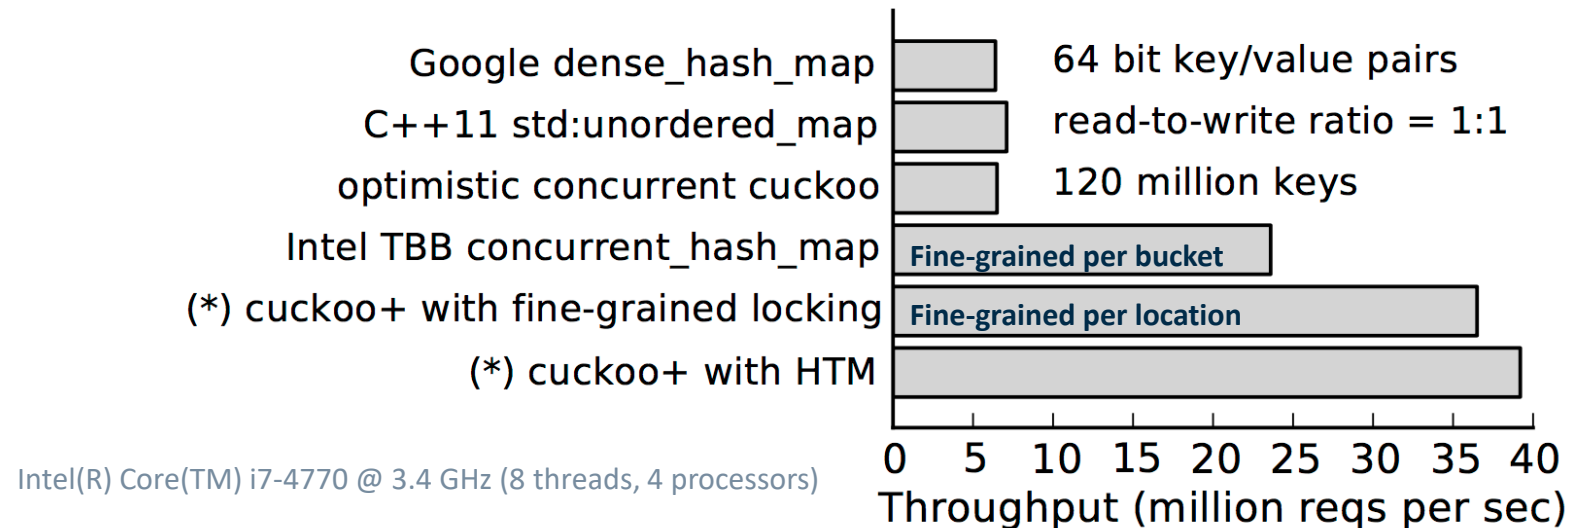 Google dense_hash_map
64 bit key/value pairs
C++11 std:unordered_map
read-to-write ratio = 1:1
optimistic concurrent cuckoo
120 million keys
Intel TBB concurrent_hash_map
Fine-grained per bucket
(*) cuckoo+ with fine-grained locking
Fine-grained per location
(*) cuckoo+ with HTM
0 5 10 15 20 25 30 35 40
Intel(R) Core(TM) i7-4770 @ 3.4 GHz (8 threads, 4 processors)
Throughput (million reqs per sec)